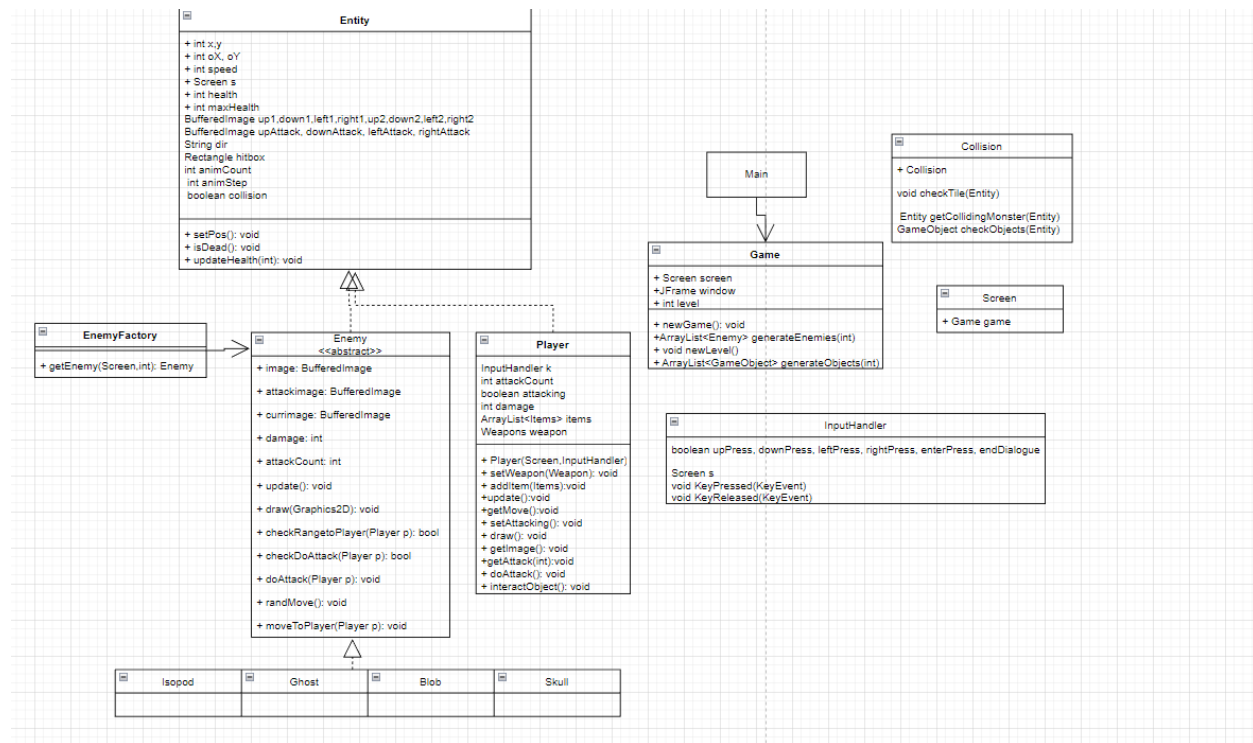 Entity
+ int x,y
+ int oX, oY
+ int speed
+ Screen s
+ int health
+ int maxHealth
BufferedImage up1,down1,left1,right1,up2,down2,left2,right2
BufferedImage upAttack, downAttack, leftAttack, rightAttack
String dir
Rectangle hitbox
int animCount
int animStep
boolean collision
+ setPos(): void
+ isDead(): void
+ updateHealth(int): void
Main
Collision
+ Collision
void checkTile(Entity)
Entity getCollidingMonster(Entity)
GameObject checkObjects(Entity)
Game
+ Screen screen
+JFrame window
+ int level
+ newGame(): void
+ArrayList<Enemy> generateEnemies(int)
+ void newLevel()
+ ArrayList<GameObject> generateObjects(int)
Screen
+ Game game
EnemyFactory
+ getEnemy(Screen,int): Enemy
Enemy
<<abstract>>
+ image: BufferedImage
+ attackimage: BufferedImage
+ currimage: BufferedImage
+ damage: int
+ attackCount: int
+ update(): void
+ draw(Graphics2D): void
+ checkRangetoPlayer(Player p): bool
+ checkDoAttack(Player p): bool
+ doAttack(Player p): void
+ randMove(): void
+ moveToPlayer(Player p): void
Player
InputHandler k
int attackCount
boolean attacking
int damage
ArrayList<Items> items
Weapons weapon
+ Player(Screen,InputHandler)
+ setWeapon(Weapon): void
+ addItem(Items):void
+update():void
+getMove():void
+ setAttacking(): void
+ draw(): void
+ getImage(): void
+getAttack(int):void
+ doAttack(): void
+ interactObject(): void
InputHandler
boolean upPress, downPress, leftPress, rightPress, enterPress, endDialogue
Screen s
void KeyPressed(KeyEvent)
void KeyReleased(KeyEvent)
Isopod
Ghost
Blob
Skull